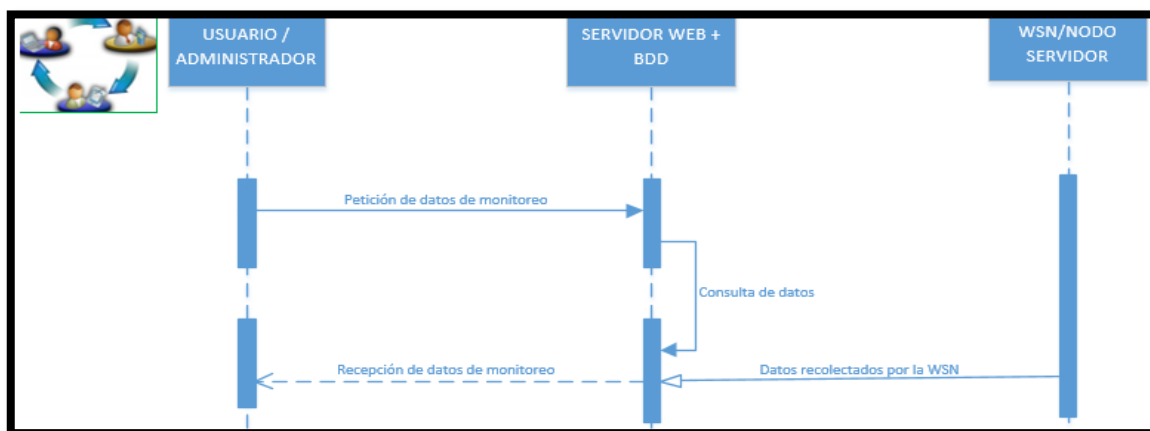 USUARIO /
ADMINISTRADOR
SERVIDOR WEB +
BDD
WSN/NODO
SERVIDOR
Petición de datos de monitoreo
Consulta de datos
Recepción de datos de monitoreo
Datos recolectados por la WSN